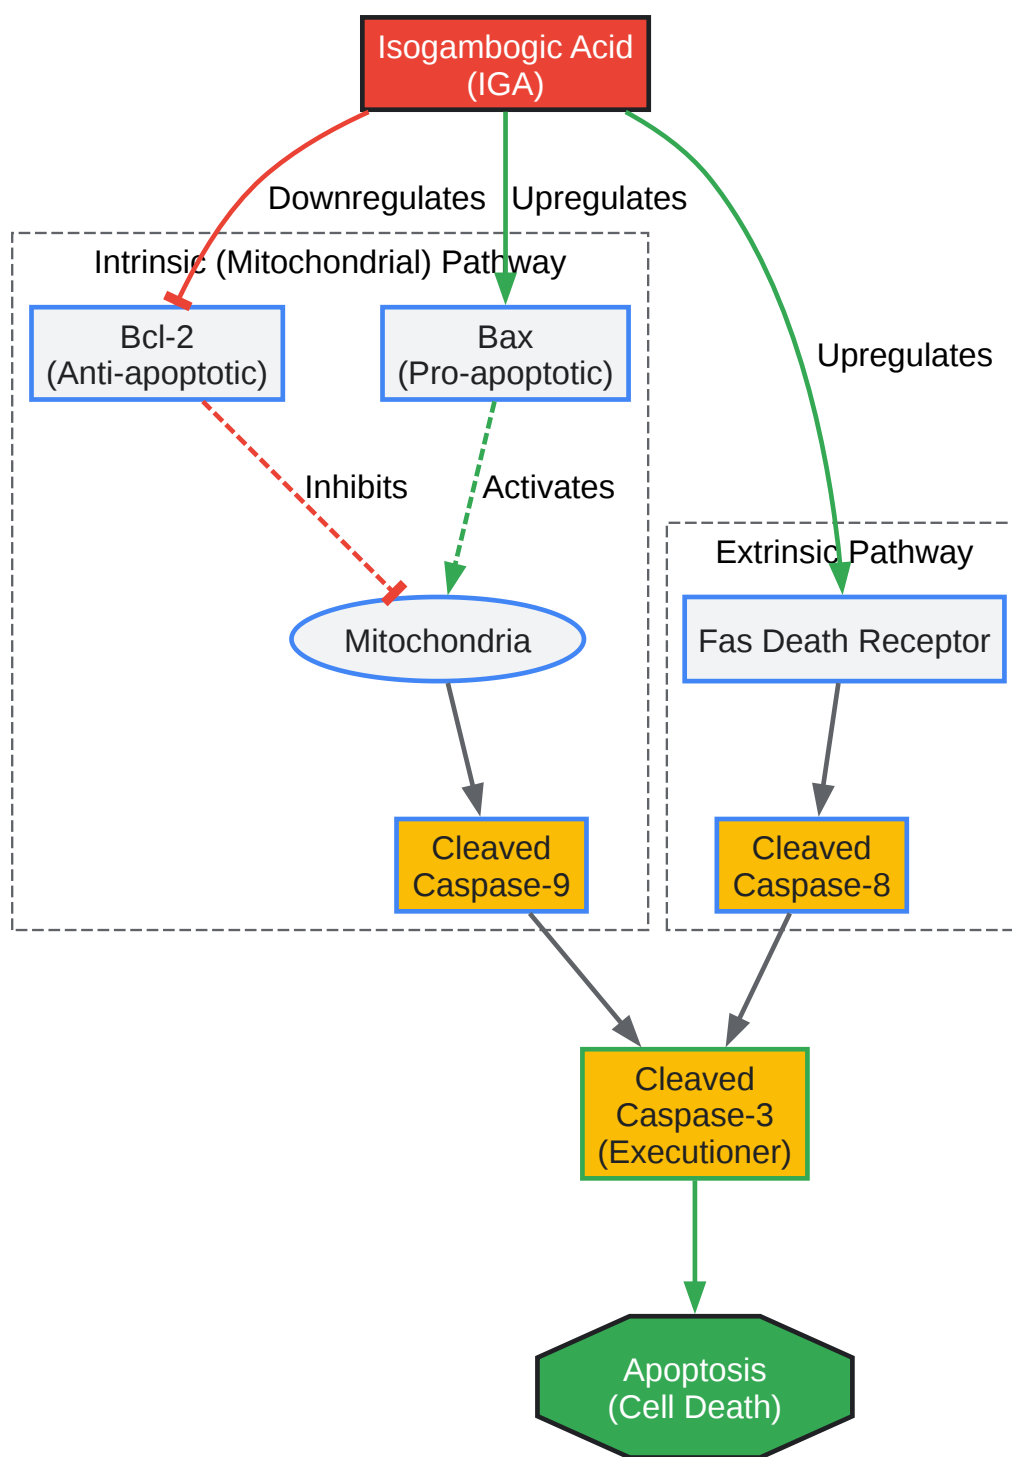 Isogambogic Acid
(IGA)
Downregulates
Upregulates
Intrinsic (Mitochondrial) Pathway
Bcl-2
(Anti-apoptotic)
Bax
(Pro-apoptotic)
Upregulates
Inhibits
Activates
Extrinsic Pathway
Mitochondria
Fas Death Receptor
Cleaved
Caspase-9
Cleaved
Caspase-8
Cleaved
Caspase-3
(Executioner)
Apoptosis
(Cell Death)